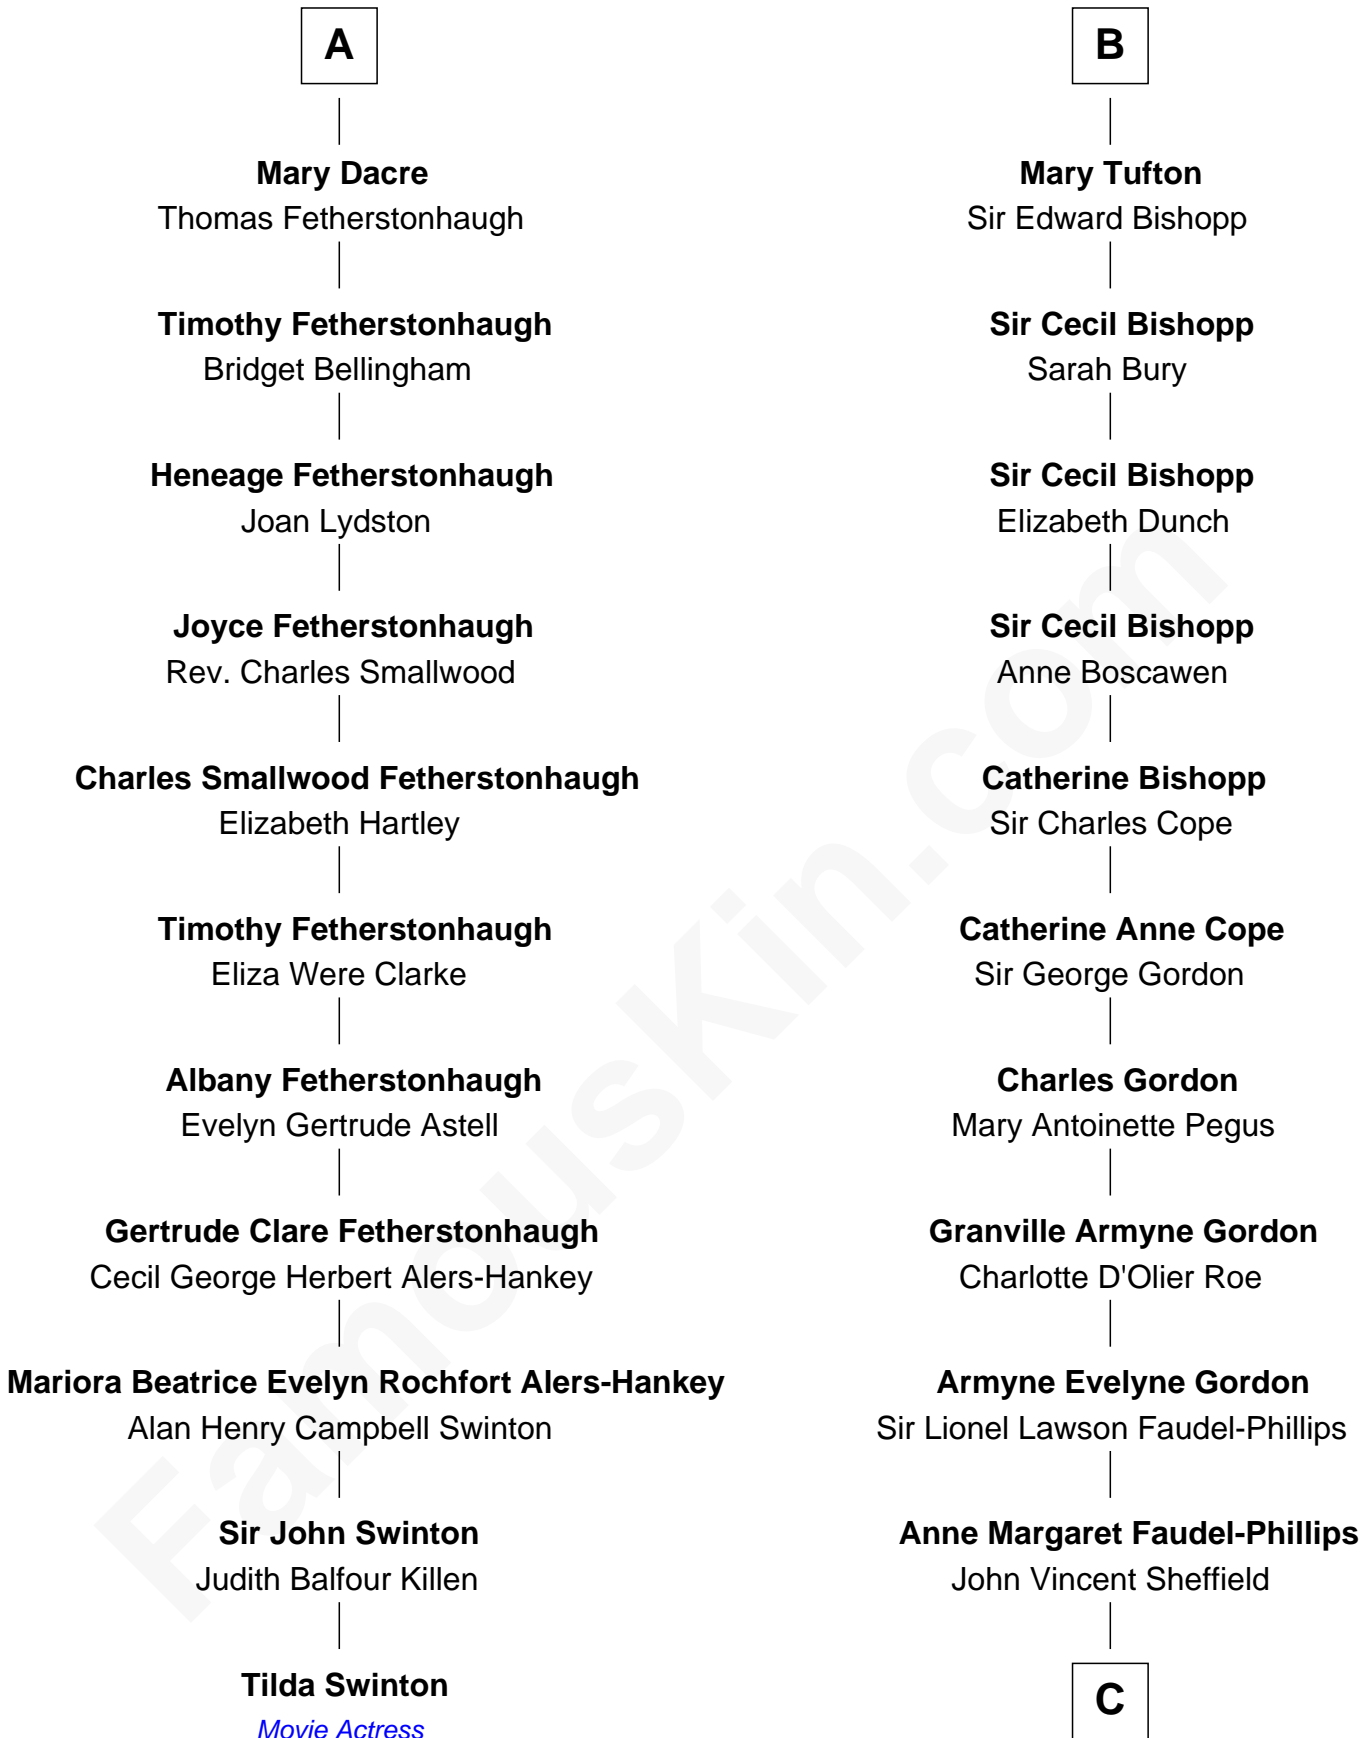 A
Mary Dacre
Thomas Fetherstonhaugh
Timothy Fetherstonhaugh
Bridget Bellingham
Heneage Fetherstonhaugh
Joan Lydston
Joyce Fetherstonhaugh
Rev. Charles Smallwood
Charles Smallwood Fetherstonhaugh
Elizabeth Hartley
Timothy Fetherstonhaugh
Eliza Were Clarke
Albany Fetherstonhaugh
Evelyn Gertrude Astell
Gertrude Clare Fetherstonhaugh
Cecil George Herbert Alers-Hankey
Mariora Beatrice Evelyn Rochfort Alers-Hankey
Alan Henry Campbell Swinton
Sir John Swinton
Judith Balfour Killen
Tilda Swinton
Movie Actress
B
Mary Tufton
Sir Edward Bishopp
Sir Cecil Bishopp
Sarah Bury
Sir Cecil Bishopp
Elizabeth Dunch
Sir Cecil Bishopp
Anne Boscawen
Catherine Bishopp
Sir Charles Cope
Catherine Anne Cope
Sir George Gordon
Charles Gordon
Mary Antoinette Pegus
Granville Armyne Gordon
Charlotte D'Olier Roe
Armyne Evelyne Gordon
Sir Lionel Lawson Faudel-Phillips
Anne Margaret Faudel-Phillips
John Vincent Sheffield
C
FamousKin.com